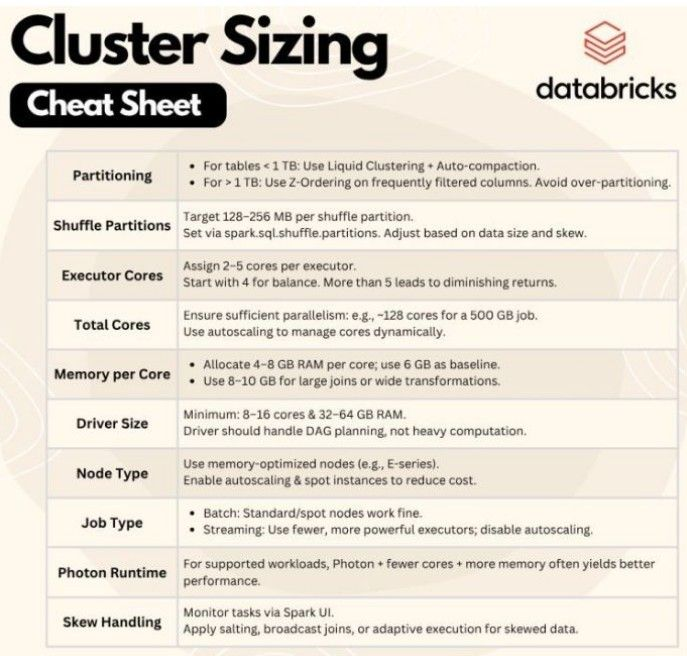 Cluster Sizing
Cheat Sheet
databricks
Partitioning
• For tables < 1 TB: Use Liquid Clustering + Auto-compaction.
• For > 1 TB: Use Z-Ordering on frequently filtered columns. Avoid over-partitioning.
Shuffle Partitions
Target 128–256 MB per shuffle partition.
Set via spark.sql.shuffle.partitions. Adjust based on data size and skew.
Executor Cores
Assign 2–5 cores per executor.
Start with 4 for balance. More than 5 leads to diminishing returns.
Total Cores
Ensure sufficient parallelism: e.g., ~128 cores for a 500 GB job.
Use autoscaling to manage cores dynamically.
Memory per Core
• Allocate 4–8 GB RAM per core; use 6 GB as baseline.
• Use 8–10 GB for large joins or wide transformations.
Driver Size
Minimum: 8–16 cores & 32–64 GB RAM.
Driver should handle DAG planning, not heavy computation.
Node Type
Use memory-optimized nodes (e.g., E-series).
Enable autoscaling & spot instances to reduce cost.
Job Type
• Batch: Standard/spot nodes work fine.
• Streaming: Use fewer, more powerful executors; disable autoscaling.
Photon Runtime
For supported workloads, Photon + fewer cores + more memory often yields better
performance.
Skew Handling
Monitor tasks via Spark UI.
Apply salting, broadcast joins, or adaptive execution for skewed data.